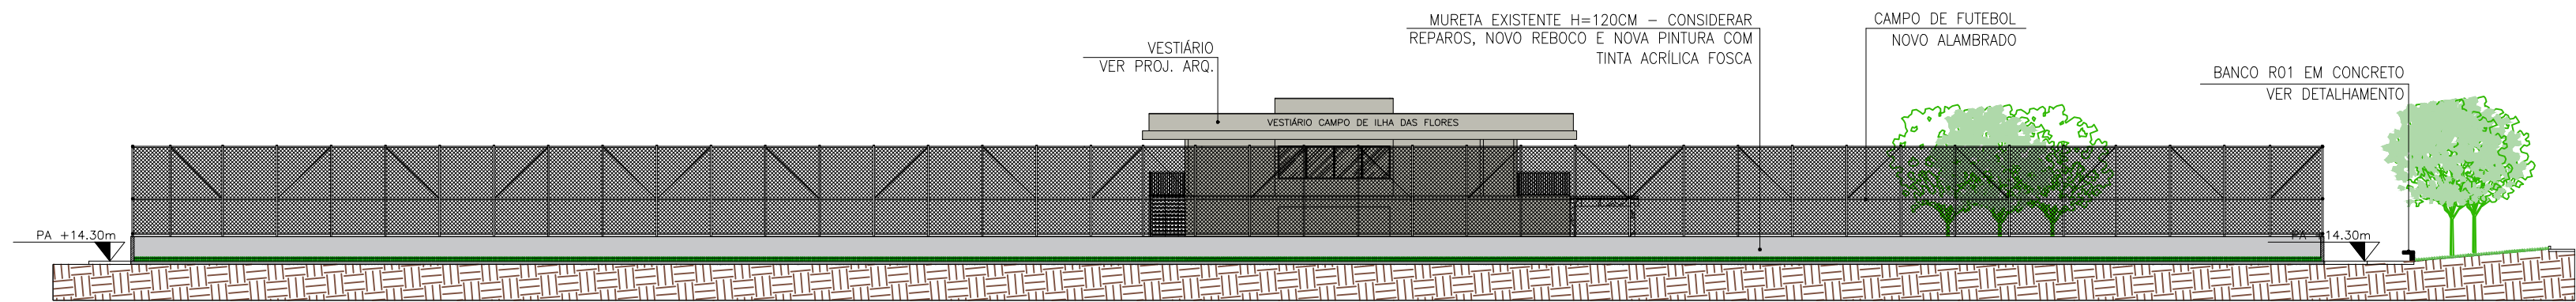 MURETA EXISTENTE H=120CM – CONSIDERAR
REPAROS, NOVO REBOCO E NOVA PINTURA COM
TINTA ACRÍLICA FOSCA
CAMPO DE FUTEBOL
NOVO ALAMBRADO
VESTIÁRIO
VER PROJ. ARQ.
BANCO R01 EM CONCRETO
VER DETALHAMENTO
VESTIÁRIO CAMPO DE ILHA DAS FLORES
PA +14.30m
PA +14.30m